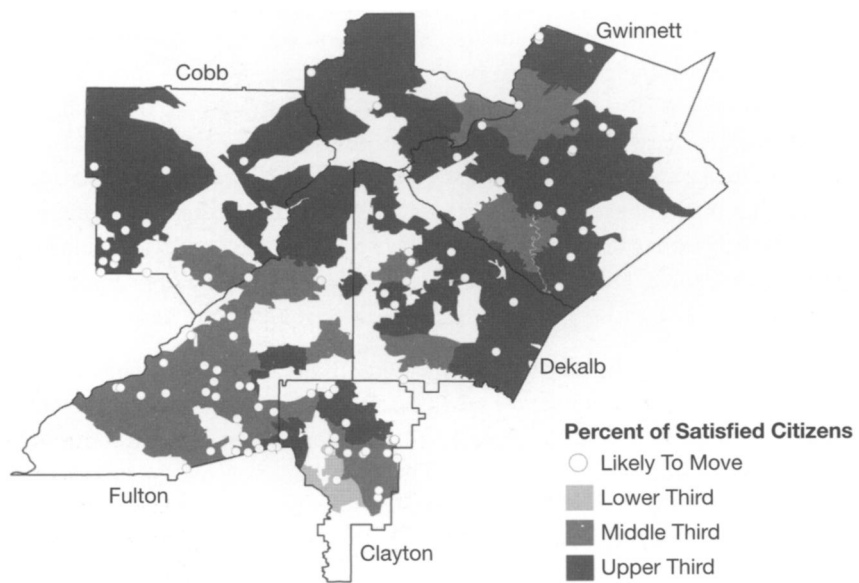 Gwinnett
Cobb
Dekalb
Fulton
Clayton
Percent of Satisfied Citizens
Likely To Move
Lower Third
Middle Third
Upper Third